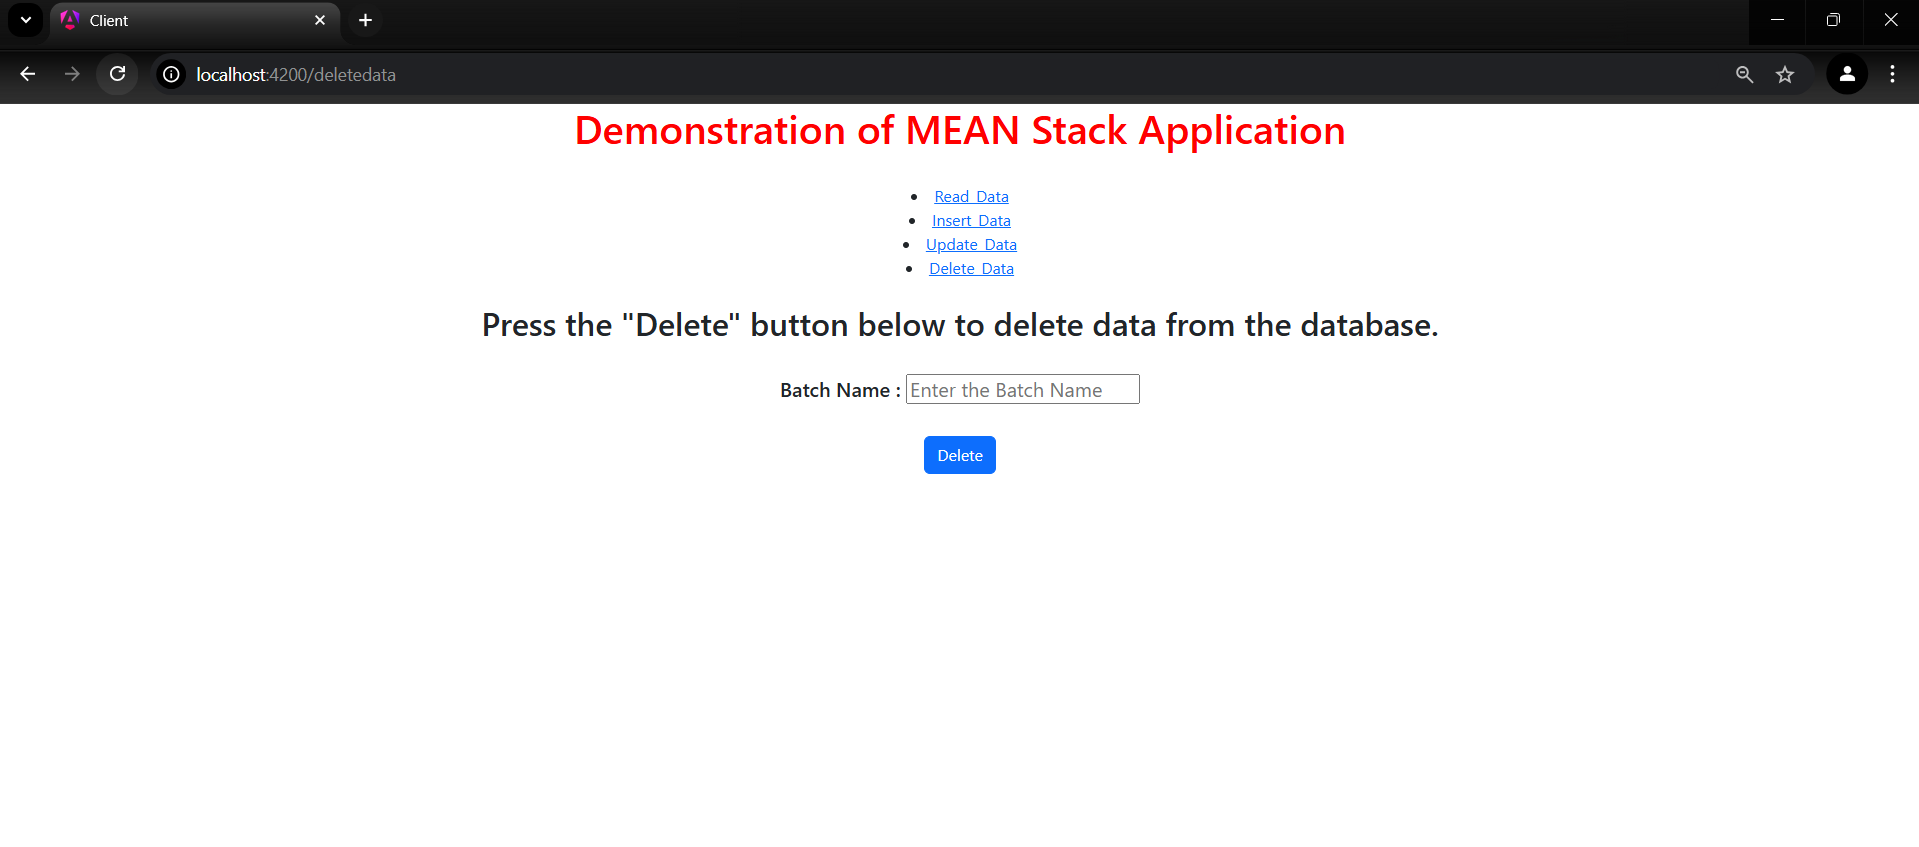 Client
localhost:4200/deletedata
Demonstration of MEAN Stack Application
Read Data
Insert Data
Update Data
Delete Data
Press the "Delete" button below to delete data from the database.
Batch Name : Enter the Batch Name
Delete